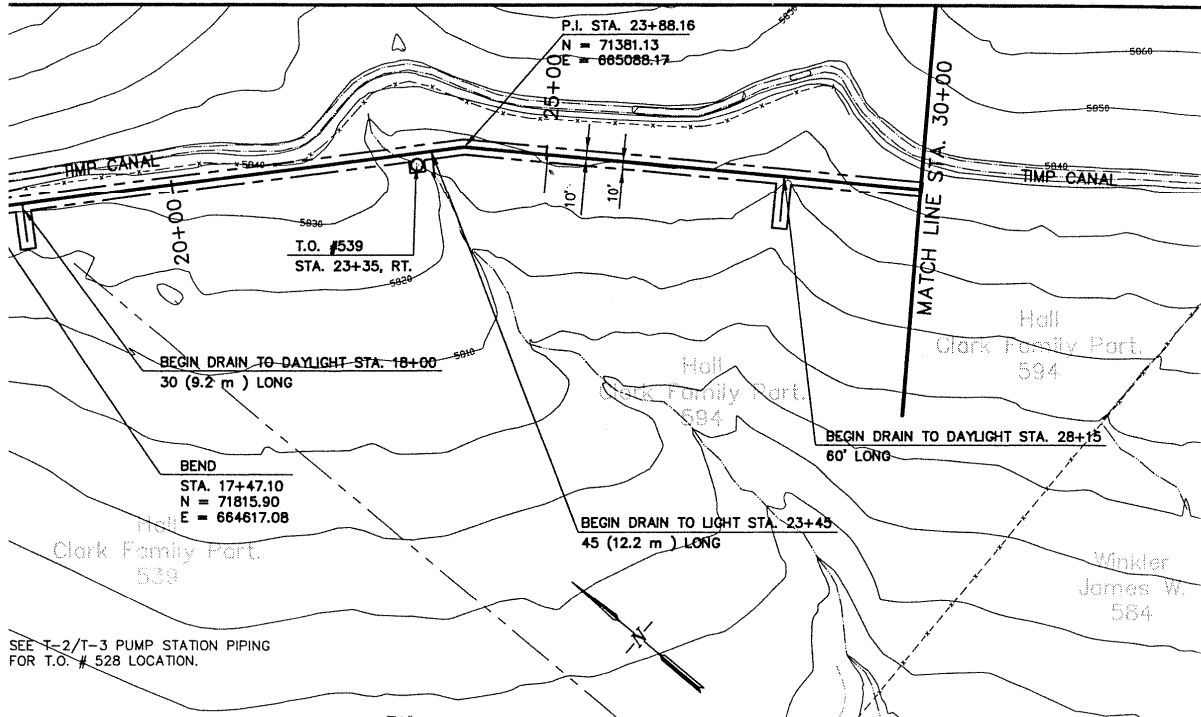 P.I. STA. 23+88.16
N = 71381.13
E = 665088.17
5860
5850
25+00
MATCH LINE STA. 30+00
TIMP CANAL
5840
5840
TIMP CANAL
20+00
10'
10'
5830
T.O. #539
STA. 23+35, RT.
5820
5810
BEGIN DRAIN TO DAYLIGHT STA. 18+00
30 (9.2 m ) LONG
Hall
Clark Family Part.
594
Hall
Clark Family Part.
594
BEGIN DRAIN TO DAYLIGHT STA. 28+15
60' LONG
BEND
STA. 17+47.10
N = 71815.90
E = 664617.08
BEGIN DRAIN TO LIGHT STA. 23+45
45 (12.2 m ) LONG
Hall
Clark Family Part.
539
Winkler
James W.
584
-N-
SEE T-2/T-3 PUMP STATION PIPING
FOR T.O. # 528 LOCATION.